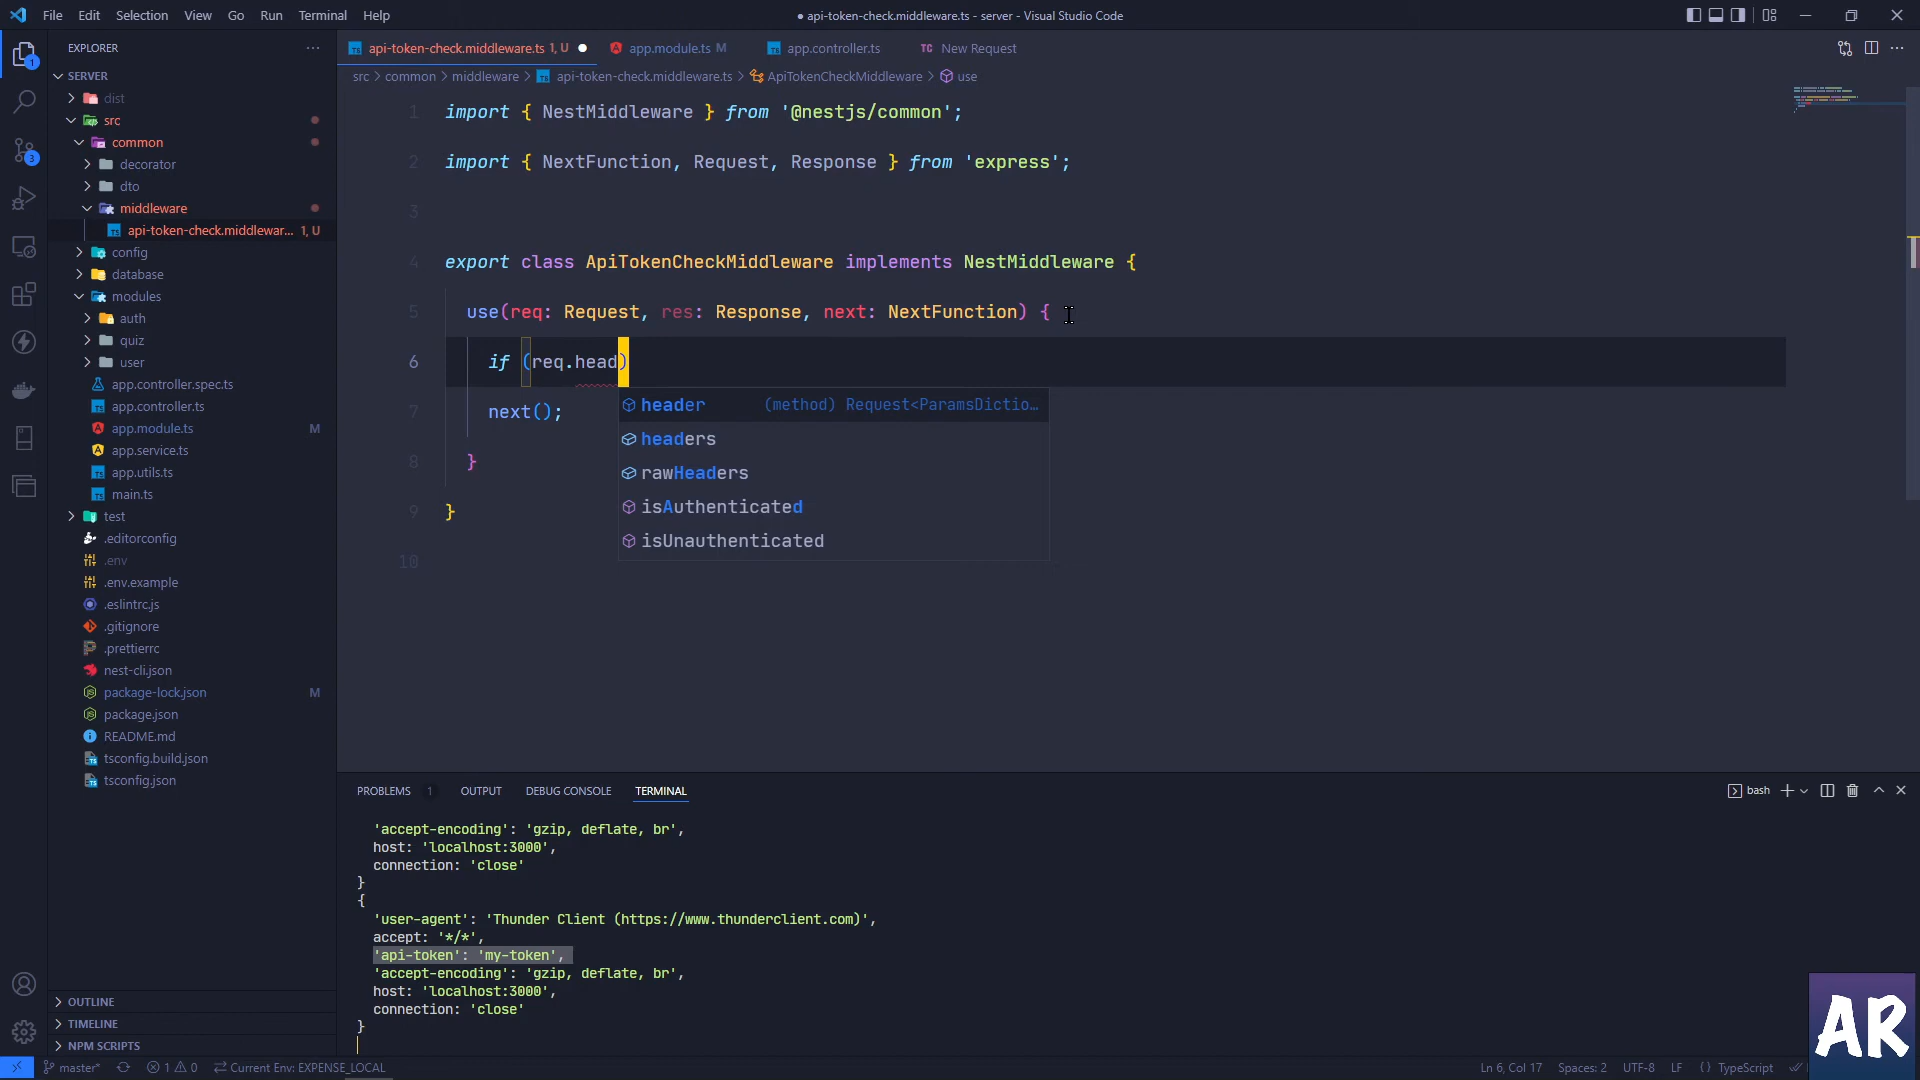 File Edit Selection View Go Run Terminal Help
● api-token-check.middleware.ts - server - Visual Studio Code
EXPLORER
SERVER
dist
src
common
decorator
dto
middleware
api-token-check.middlewar... 1, U
config
database
modules
auth
quiz
user
app.controller.spec.ts
app.controller.ts
app.module.ts M
app.service.ts
app.utils.ts
main.ts
test
.editorconfig
.env
.env.example
.eslintrc.js
.gitignore
.prettierrc
nest-cli.json
package-lock.json M
package.json
README.md
tsconfig.build.json
tsconfig.json
OUTLINE
TIMELINE
NPM SCRIPTS
1
3
api-token-check.middleware.ts 1, U ● app.module.ts M app.controller.ts TC New Request
src > common > middleware > api-token-check.middleware.ts > ApiTokenCheckMiddleware > use
1 import { NestMiddleware } from '@nestjs/common';
2 import { NextFunction, Request, Response } from 'express';
3
4 export class ApiTokenCheckMiddleware implements NestMiddleware {
5 use(req: Request, res: Response, next: NextFunction) {
6 if (req.head)
7 next();
8 }
9 }
10
header (method) Request<ParamsDictio...
headers
rawHeaders
isAuthenticated
isUnauthenticated
PROBLEMS 1 OUTPUT DEBUG CONSOLE TERMINAL
bash
'accept-encoding': 'gzip, deflate, br',
host: 'localhost:3000',
connection: 'close'
}
{
'user-agent': 'Thunder Client (https://www.thunderclient.com)',
accept: '*/*',
'api-token': 'my-token',
'accept-encoding': 'gzip, deflate, br',
host: 'localhost:3000',
connection: 'close'
}
AR
master* 1 0 Current Env: EXPENSE_LOCAL
Ln 6, Col 17 Spaces: 2 UTF-8 LF {} TypeScript